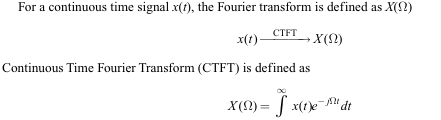 For a continuous time signal x(t), the Fourier transform is defined as X(Ω)
x(t) —CTFT→ X(Ω)
Continuous Time Fourier Transform (CTFT) is defined as
X(Ω) = ∫_{-∞}^{∞} x(t)e^{-jΩt} dt